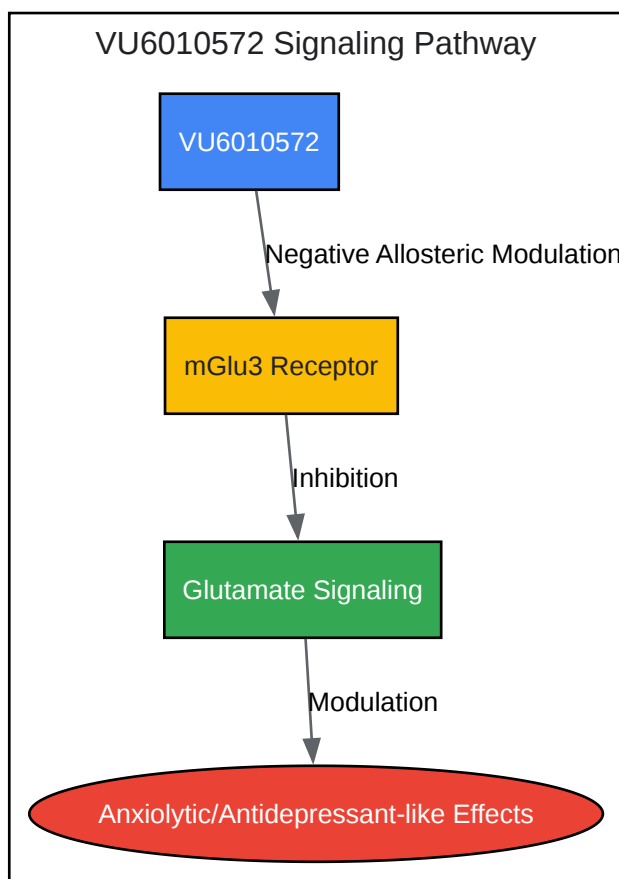 VU6010572 Signaling Pathway
VU6010572
Negative Allosteric Modulation
mGlu3 Receptor
Inhibition
Glutamate Signaling
Modulation
Anxiolytic/Antidepressant-like Effects